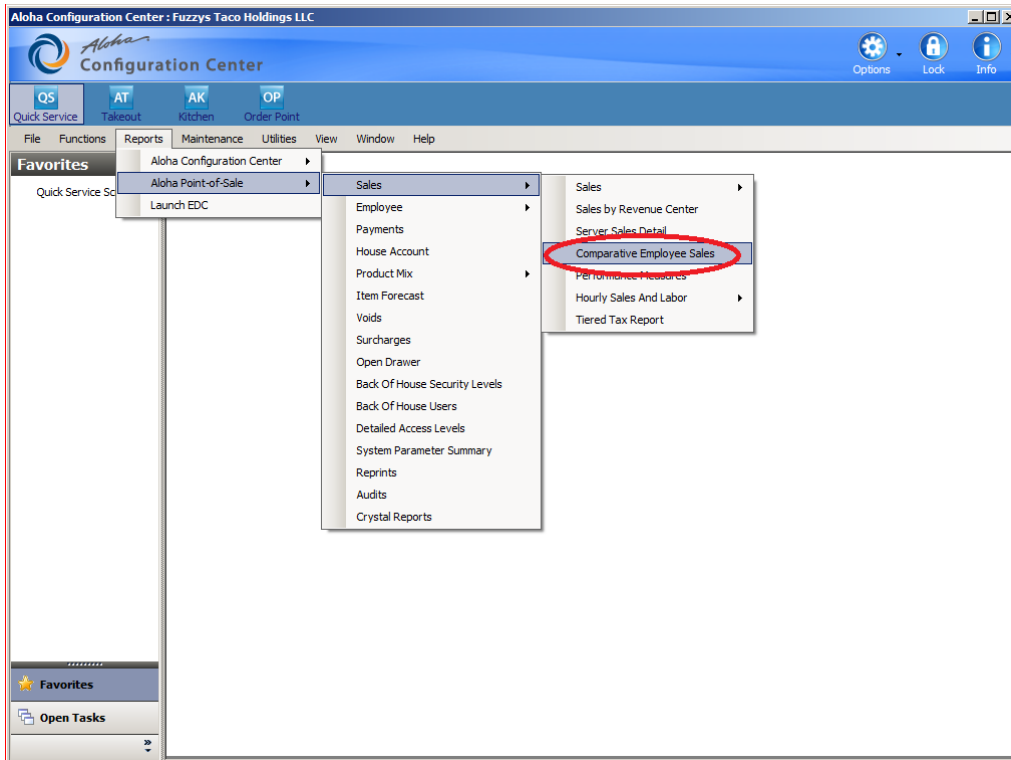 Aloha Configuration Center : Fuzzys Taco Holdings LLC
Aloha
Configuration Center
Options Lock Info
QS AT AK OP
Quick Service Takeout Kitchen Order Point
File Functions Reports Maintenance Utilities View Window Help
Favorites
Quick Service Sc
Aloha Configuration Center
Aloha Point-of-Sale
Launch EDC
Sales
Employee
Payments
House Account
Product Mix
Item Forecast
Voids
Surcharges
Open Drawer
Back Of House Security Levels
Back Of House Users
Detailed Access Levels
System Parameter Summary
Reprints
Audits
Crystal Reports
Sales
Sales by Revenue Center
Server Sales Detail
Comparative Employee Sales
Performance Measures
Hourly Sales And Labor
Tiered Tax Report
Favorites
Open Tasks